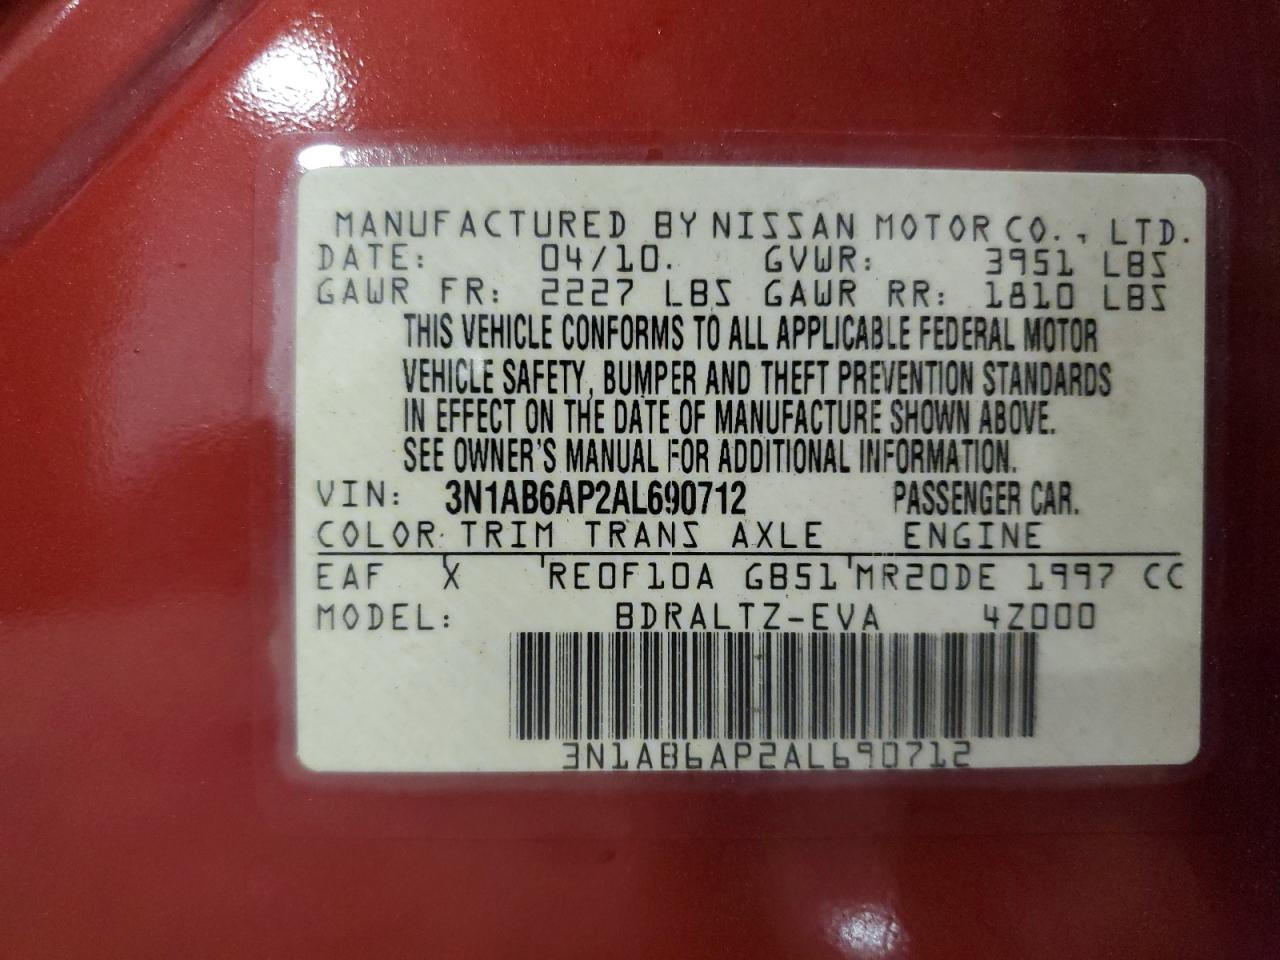 MANUFACTURED BY NISSAN MOTOR CO., LTD.
DATE: 04/10. GVWR: 3951 LBS
GAWR FR: 2227 LBS GAWR RR: 1810 LBS
THIS VEHICLE CONFORMS TO ALL APPLICABLE FEDERAL MOTOR
VEHICLE SAFETY, BUMPER AND THEFT PREVENTION STANDARDS
IN EFFECT ON THE DATE OF MANUFACTURE SHOWN ABOVE.
SEE OWNER'S MANUAL FOR ADDITIONAL INFORMATION.
VIN: 3N1AB6AP2AL690712 PASSENGER CAR.
COLOR TRIM TRANS AXLE ENGINE
EAF X RE0F10A GB51 MR20DE 1997 CC
MODEL: BDRALTZ-EVA 4Z000
3N1AB6AP2AL690712